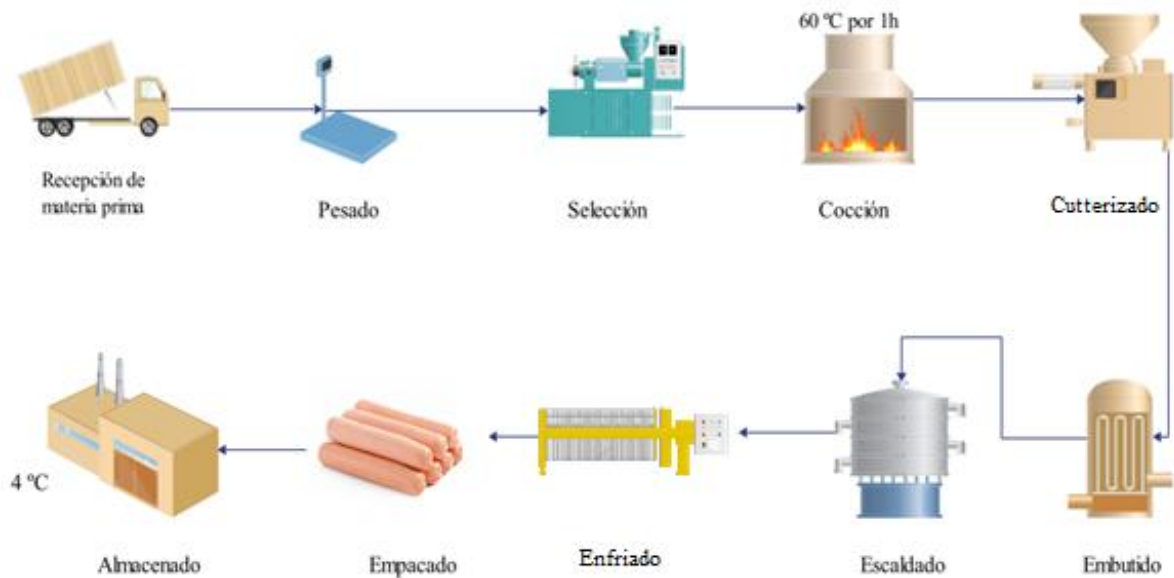 60 ºC por 1h
Recepción de
materia prima
Pesado
Selección
Cocción
Cutterizado
4 ºC
Almacenado
Empacado
Enfriado
Escaldado
Embutido